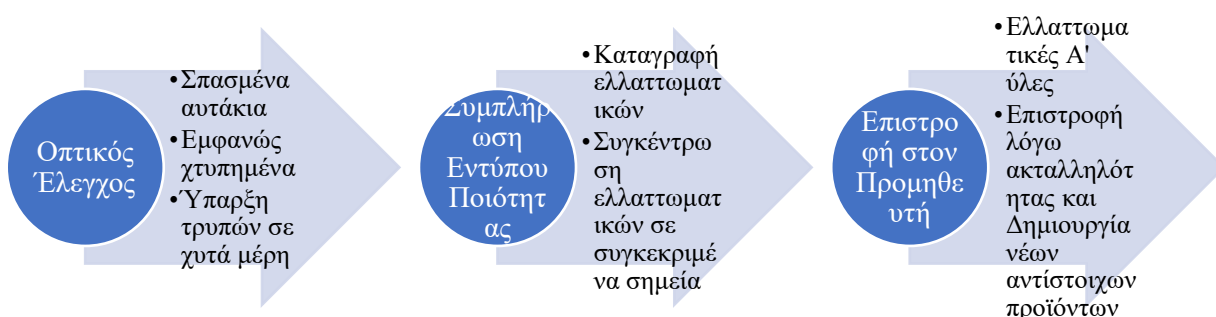 Οπτικός
Έλεγχος
•Σπασμένα
αυτάκια
•Εμφανώς
χτυπημένα
•Ύπαρξη
τρυπών σε
χυτά μέρη
Συμπλήρ
ωση
Εντύπου
Ποιότητ
ας
•Καταγραφή
ελλαττωματ
ικών
•Συγκέντρω
ση
ελλαττωματ
ικών σε
συγκεκριμέ
να σημεία
Επιστρο
φή στον
Προμηθε
υτή
•Ελλαττωμα
τικές Α'
ύλες
•Επιστροφή
λόγω
ακταλληλότ
ητας και
Δημιουργία
νέων
αντίστοιχων
προϊόντων